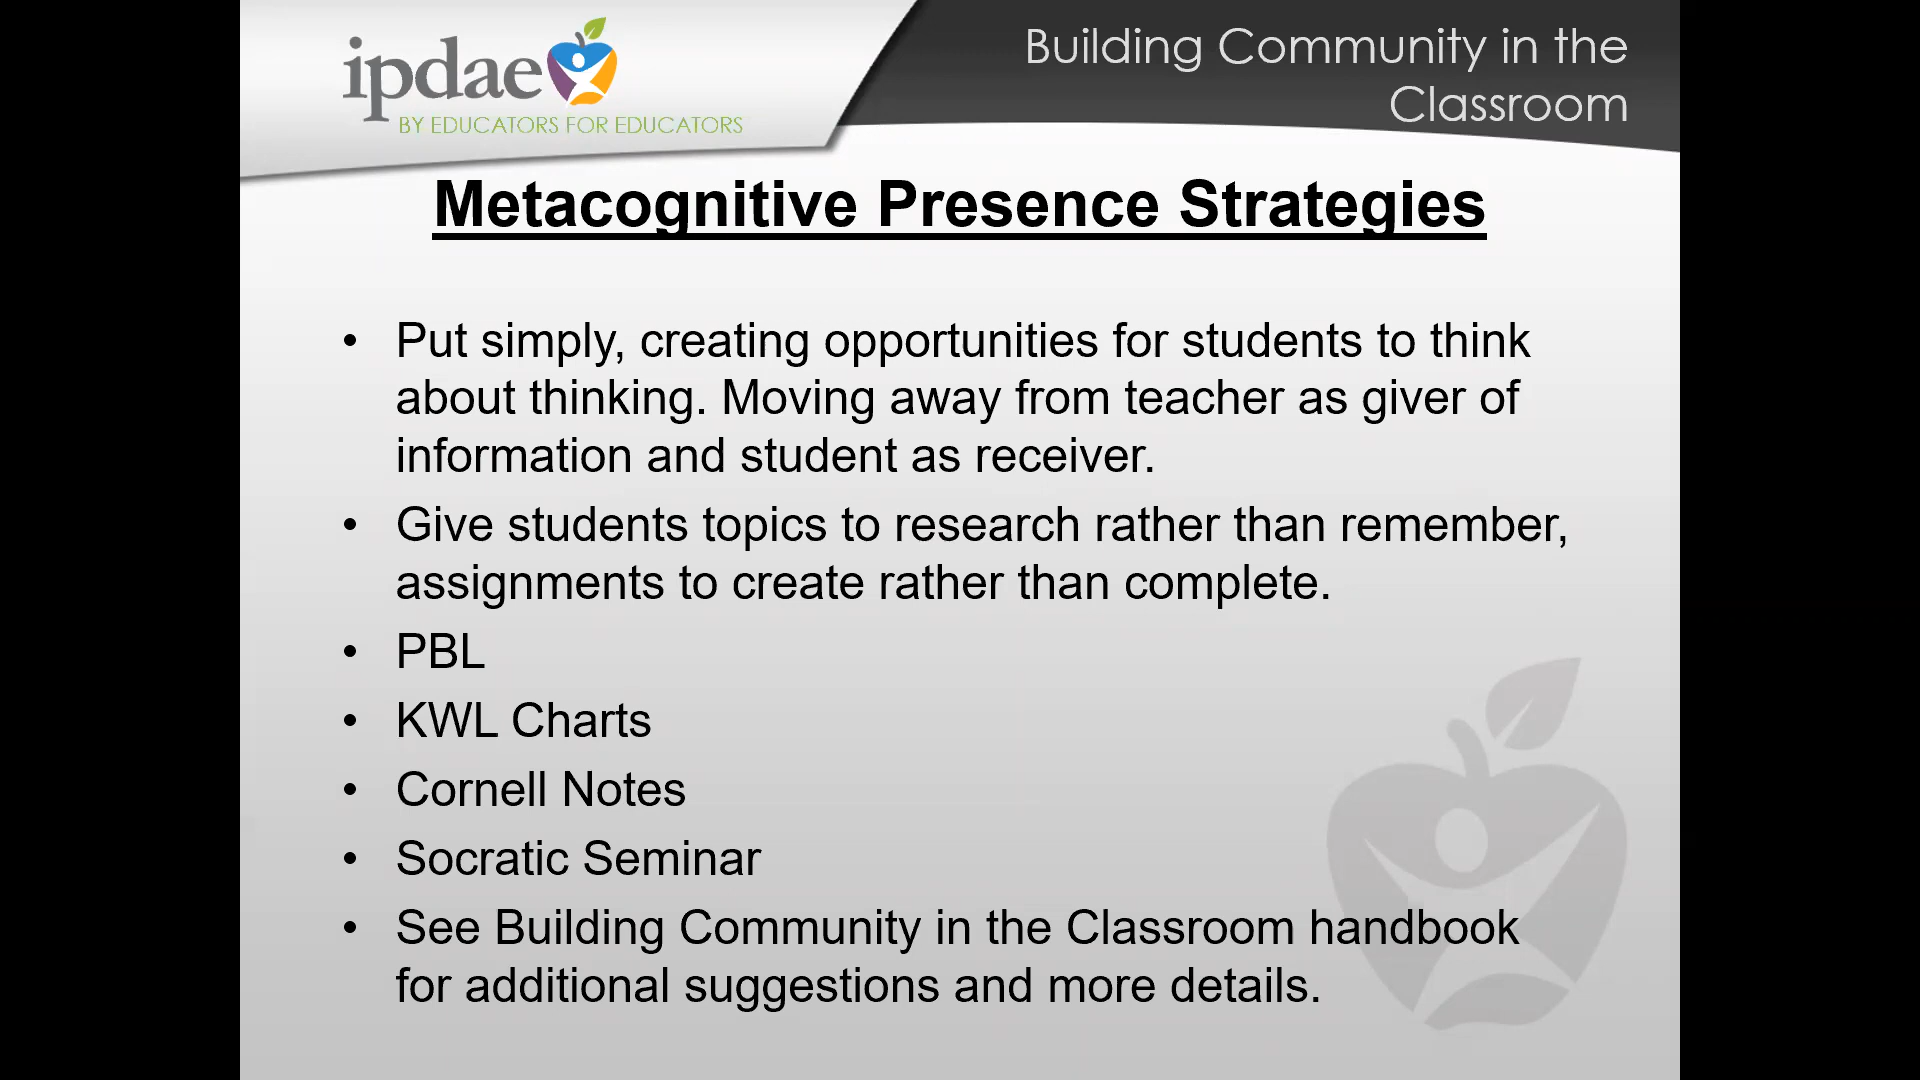 ipdae
BY EDUCATORS FOR EDUCATORS
Building Community in the
Classroom
Metacognitive Presence Strategies
• Put simply, creating opportunities for students to think
about thinking. Moving away from teacher as giver of
information and student as receiver.
• Give students topics to research rather than remember,
assignments to create rather than complete.
• PBL
• KWL Charts
• Cornell Notes
• Socratic Seminar
• See Building Community in the Classroom handbook
for additional suggestions and more details.